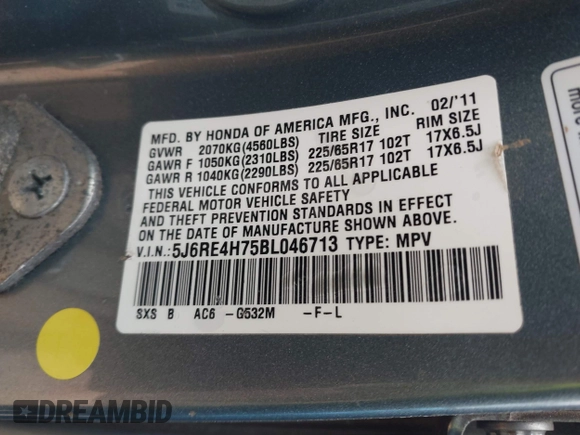 MFD. BY HONDA OF AMERICA MFG., INC. 02/'11
GVWR 2070KG(4560LBS) TIRE SIZE RIM SIZE
GAWR F 1050KG(2310LBS) 225/65R17 102T 17X6.5J
GAWR R 1040KG(2290LBS) 225/65R17 102T 17X6.5J
THIS VEHICLE CONFORMS TO ALL APPLICABLE
FEDERAL MOTOR VEHICLE SAFETY
AND THEFT PREVENTION STANDARDS IN EFFECT
ON THE DATE OF MANUFACTURE SHOWN ABOVE.
V.I.N.:5J6RE4H75BL046713 TYPE: MPV
SXS B AC6 -G532M -F-L
DREAMBID